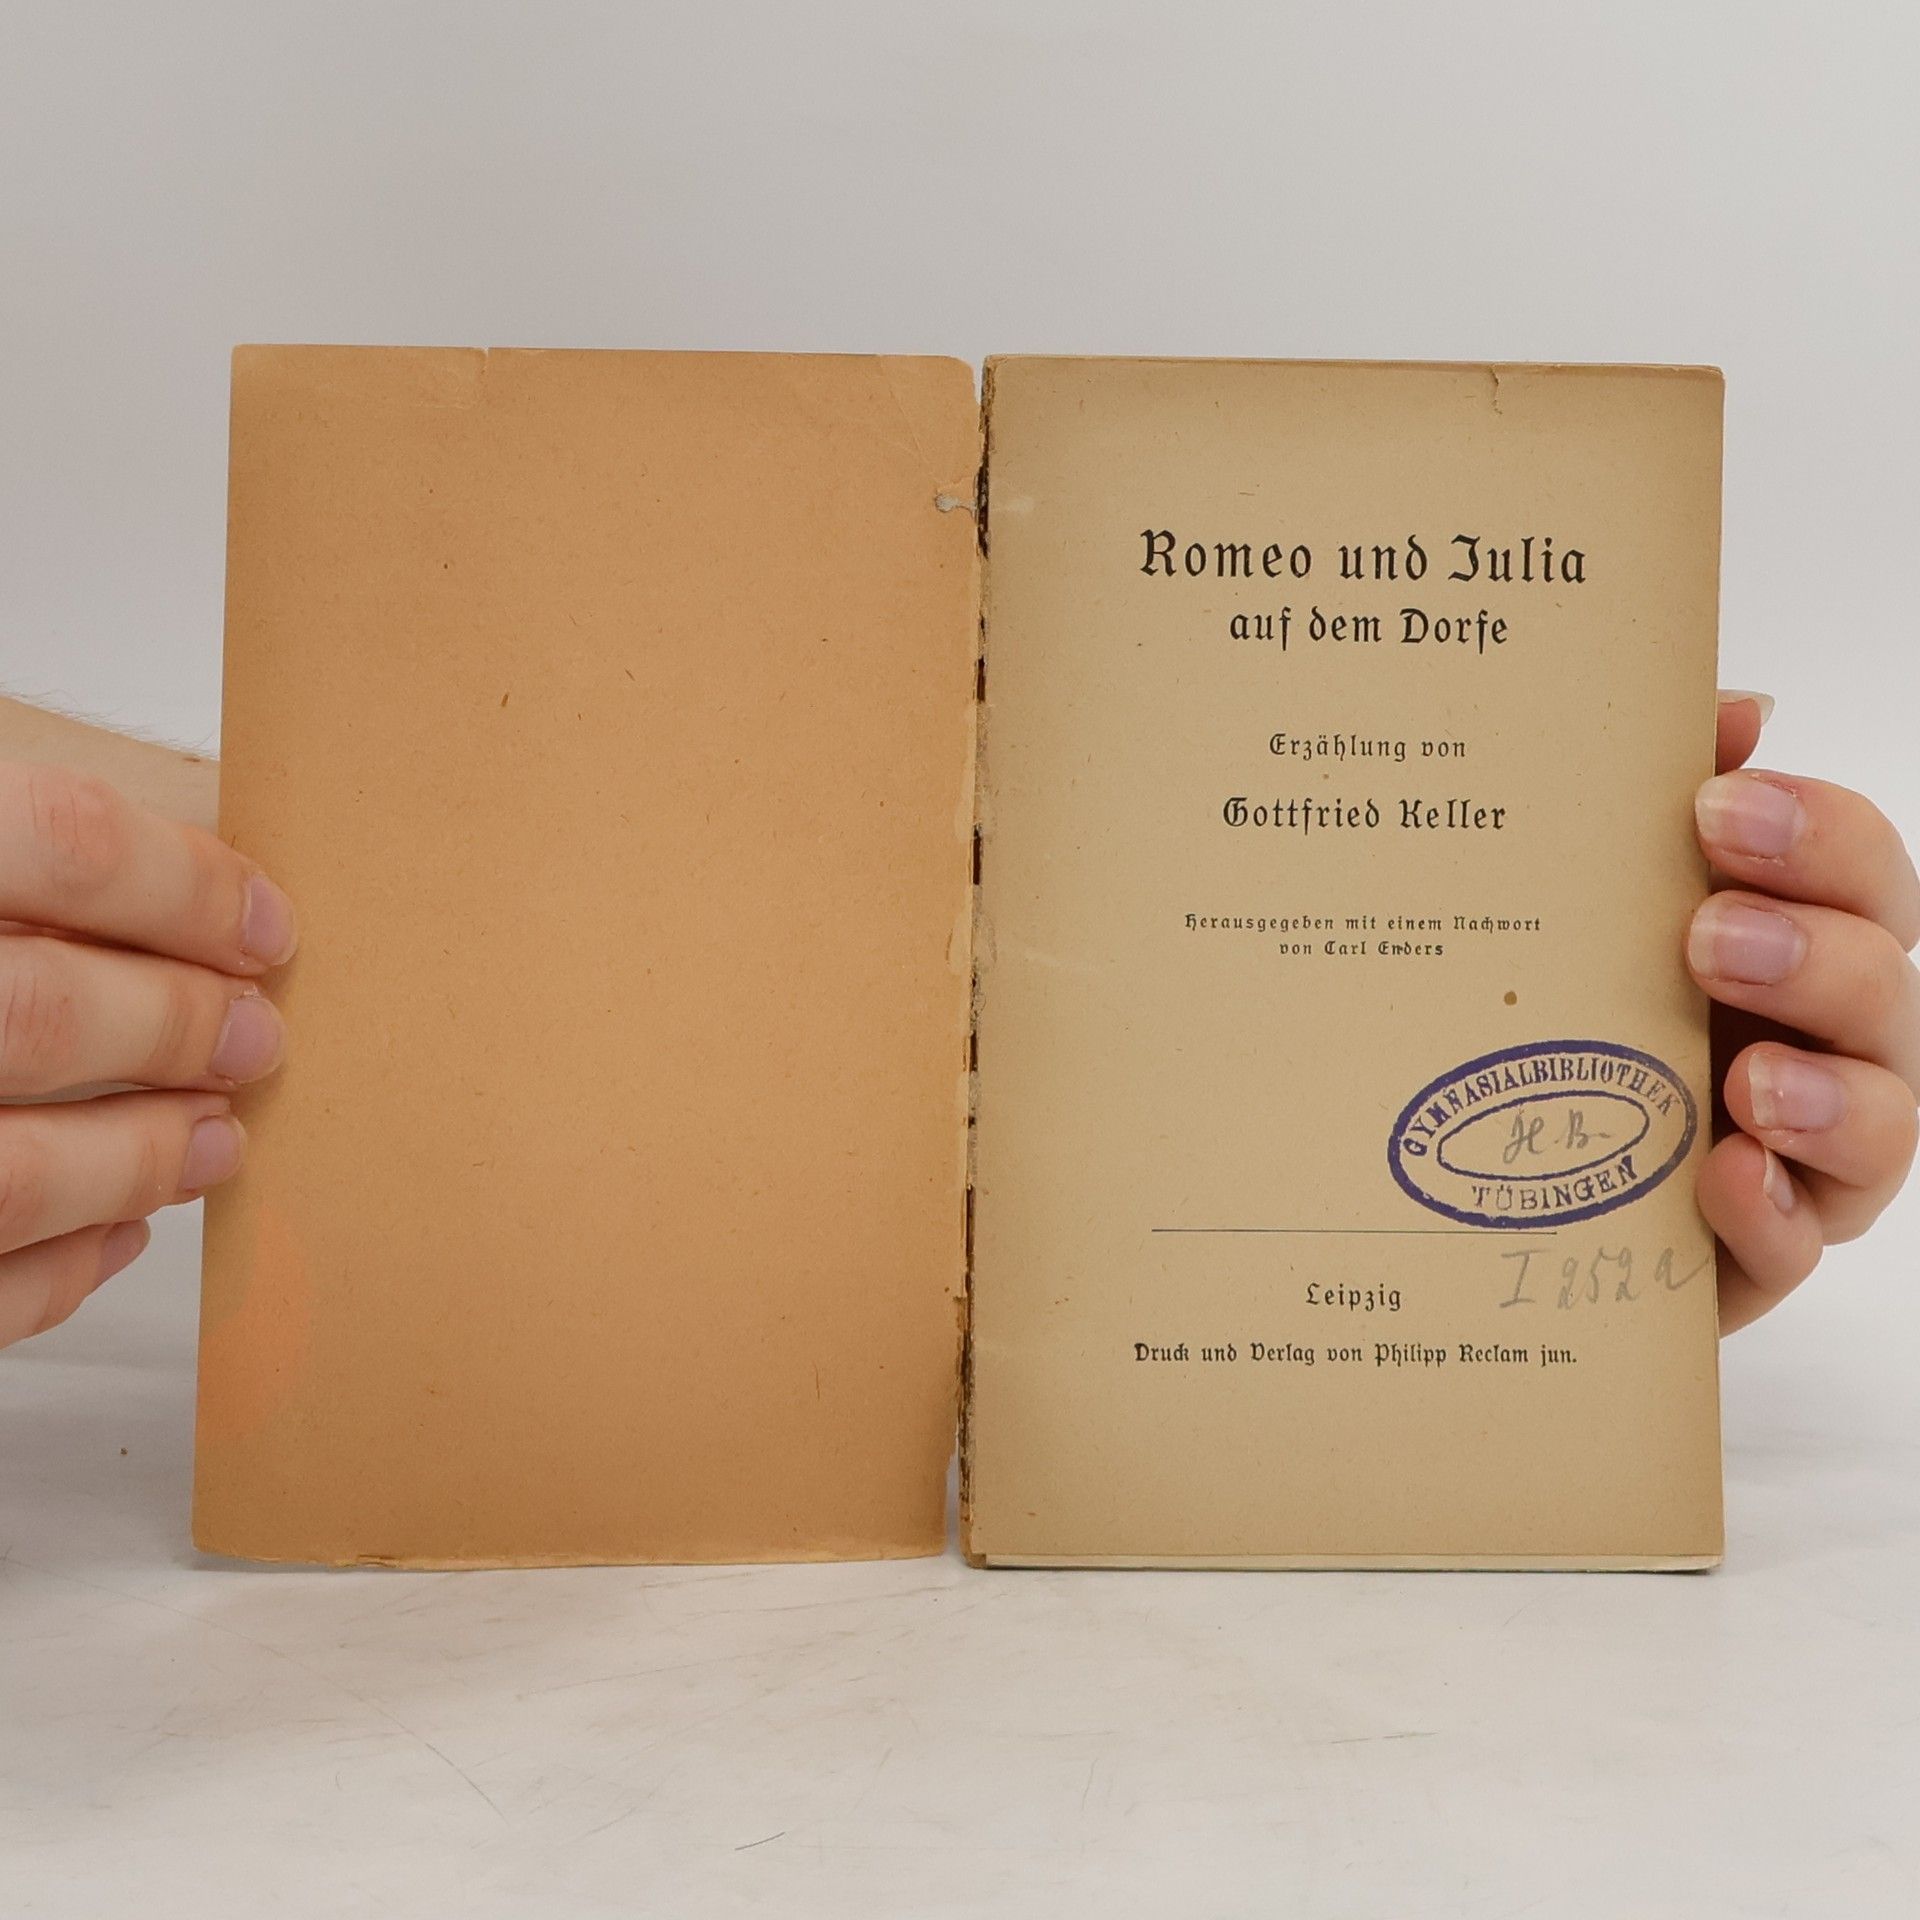 Romeo und Julia
auf dem Dorfe
Erzählung von
Gottfried Keller
Herausgegeben mit einem Nachwort
von Carl Enders
GYMNASIALBIBLIOTHEK
H. B.
TÜBINGEN
I 252 a
Leipzig
Druck und Verlag von Philipp Reclam jun.